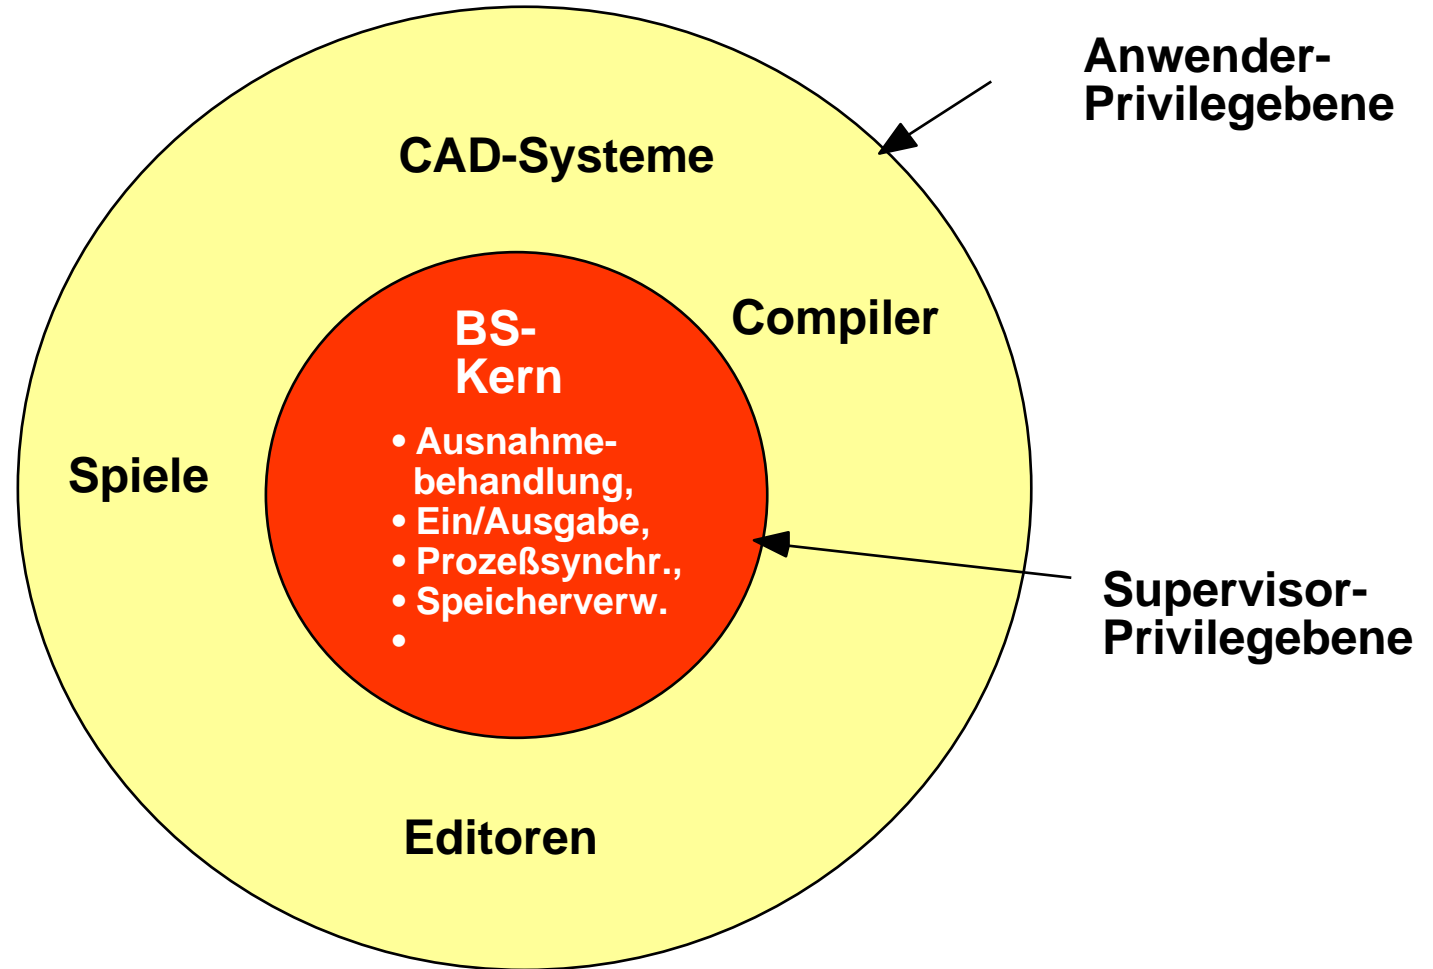 Anwender-
Privilegebene
CAD-Systeme
Compiler
BS-
Kern
• Ausnahme-
behandlung,
• Ein/Ausgabe,
• Prozeßsynchr.,
• Speicherverw.
•
Spiele
Supervisor-
Privilegebene
Editoren